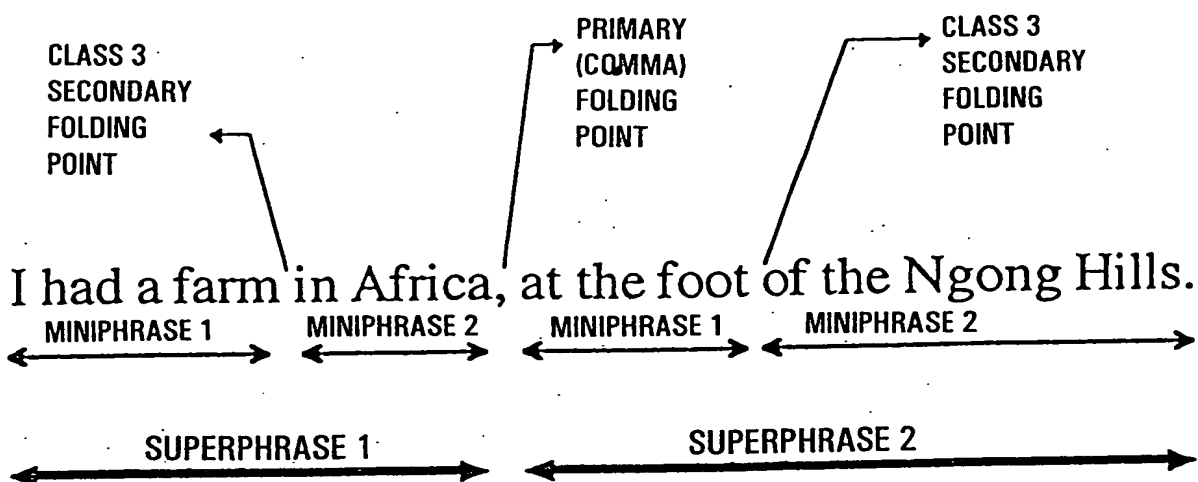 CLASS 3
SECONDARY
FOLDING
POINT
PRIMARY
(COMMA)
FOLDING
POINT
CLASS 3
SECONDARY
FOLDING
POINT
I had a farm in Africa, at the foot of the Ngong Hills.
MINIPHRASE 1 MINIPHRASE 2 MINIPHRASE 1 MINIPHRASE 2
SUPERPHRASE 1 SUPERPHRASE 2